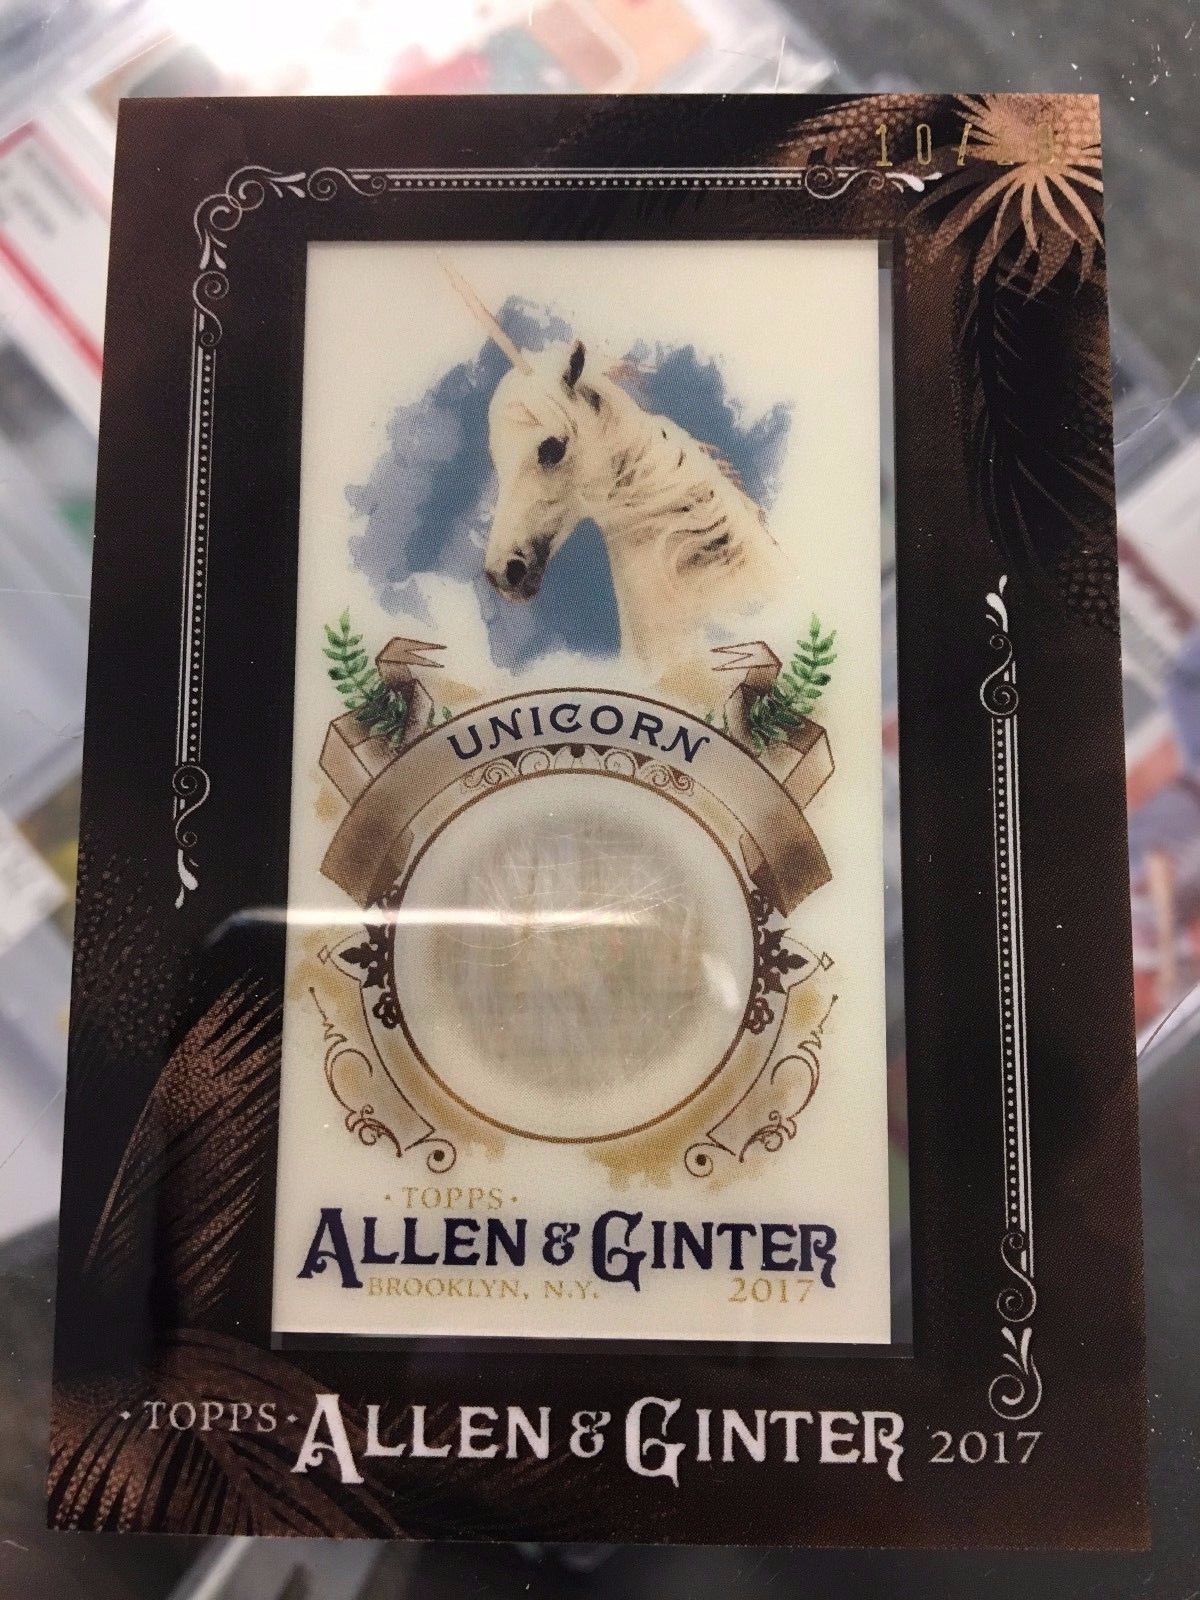 UNICORN
· TOPPS ·
ALLEN & GINTER
BROOKLYN, N.Y. 2017
· TOPPS · ALLEN & GINTER 2017